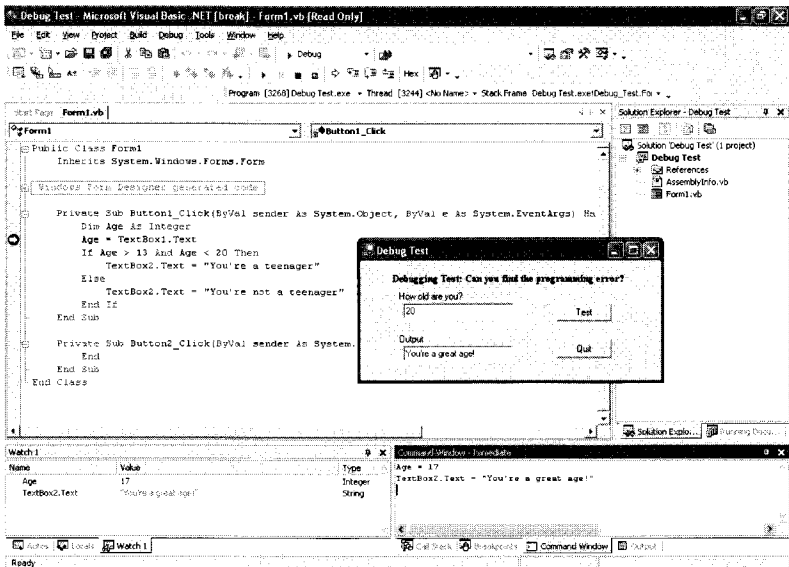 Debug Test - Microsoft Visual Basic .NET [break] - Form1.vb [Read Only]
File Edit View Project Build Debug Tools Window Help
Debug
Hex
Program [3268] Debug Test.exe Thread [3244] <No Name> Stack Frame Debug Test.exe!Debug_Test.For
Start Page Form1.vb
Form1
Button1_Click
Public Class Form1
Inherits System.Windows.Forms.Form
Windows Form Designer generated code
Private Sub Button1_Click(ByVal sender As System.Object, ByVal e As System.EventArgs) Ha
Dim Age As Integer
Age = TextBox1.Text
If Age > 13 And Age < 20 Then
TextBox2.Text = "You're a teenager"
Else
TextBox2.Text = "You're not a teenager"
End If
End Sub
Private Sub Button2_Click(ByVal sender As System.
End
End Sub
End Class
Debug Test
Debugging Test: Can you find the programming error?
How old are you?
20
Test
Output
You're a great age!
Quit
Solution Explorer - Debug Test
Solution 'Debug Test' (1 project)
Debug Test
References
AssemblyInfo.vb
Form1.vb
Solution Explo...
Running Docu...
Watch 1
Name Value Type
Age 17 Integer
TextBox2.Text "You're a great age!" String
Autos Locals Watch 1
Command Window - Immediate
Age = 17
TextBox2.Text = "You're a great age!"
Call Stack Breakpoints Command Window Output
Ready